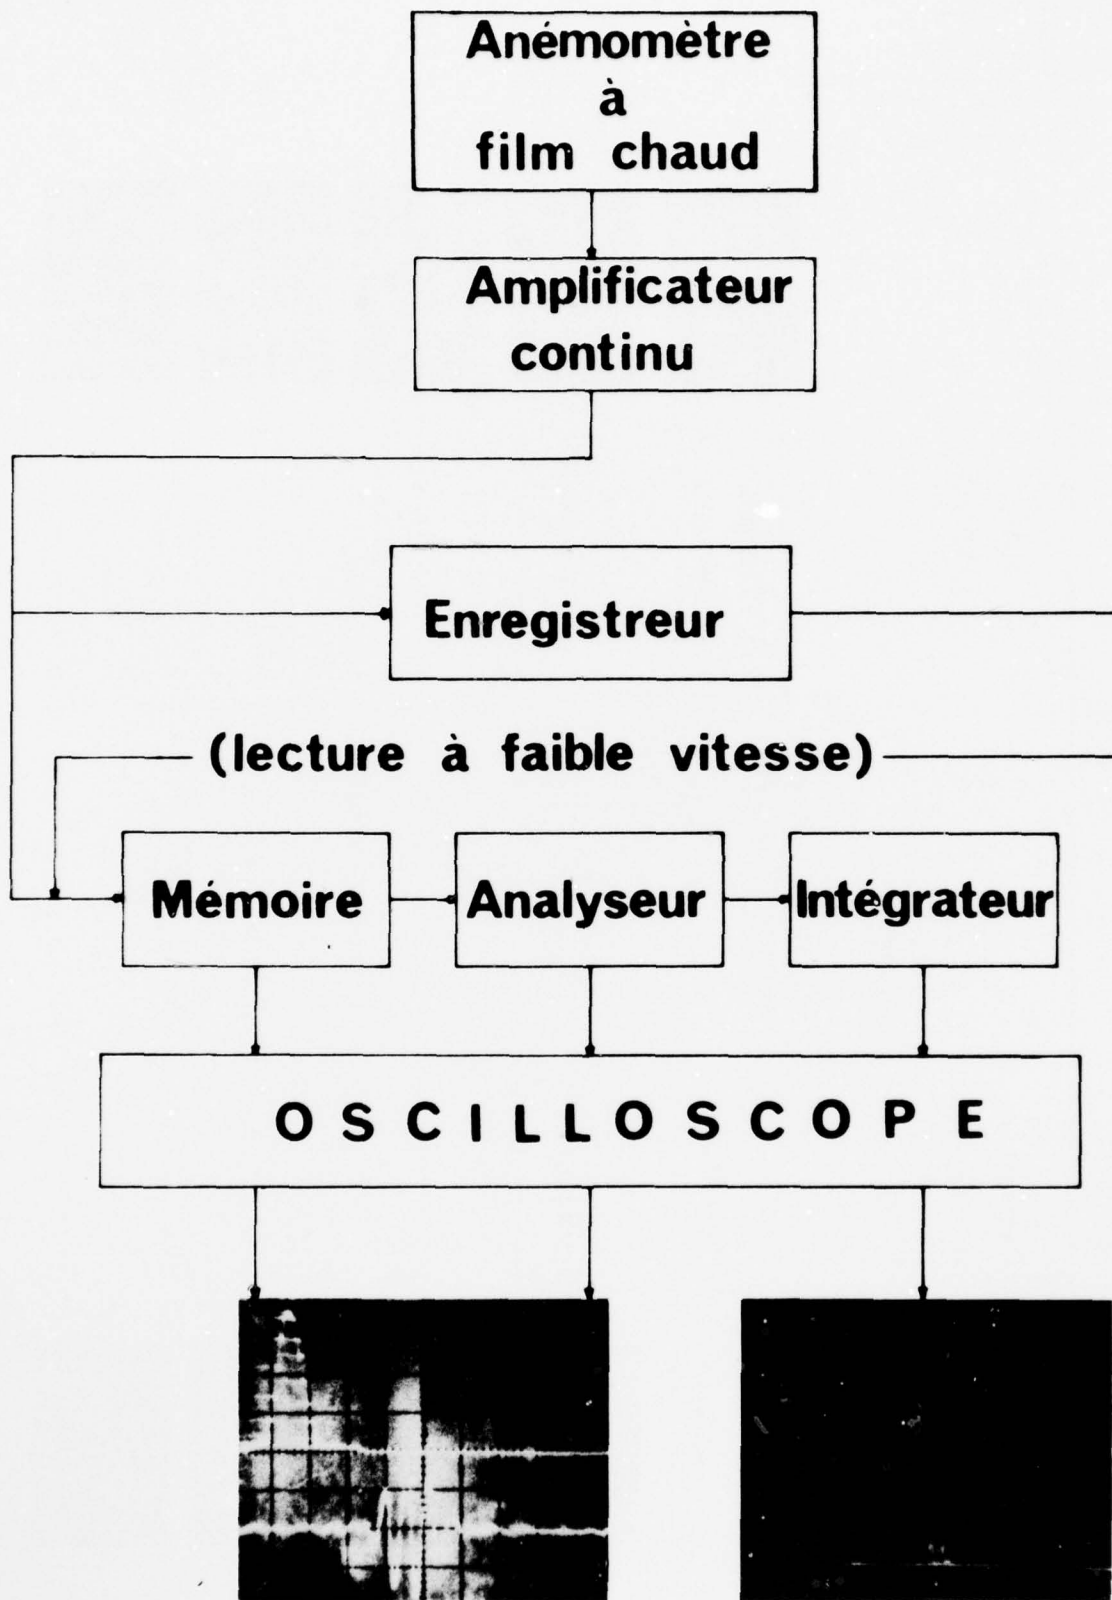 Anémomètre
à
film chaud
Amplificateur
continu
Enregistreur
(lecture à faible vitesse)
Mémoire
Analyseur
Intégrateur
OSCILLOSCOPE